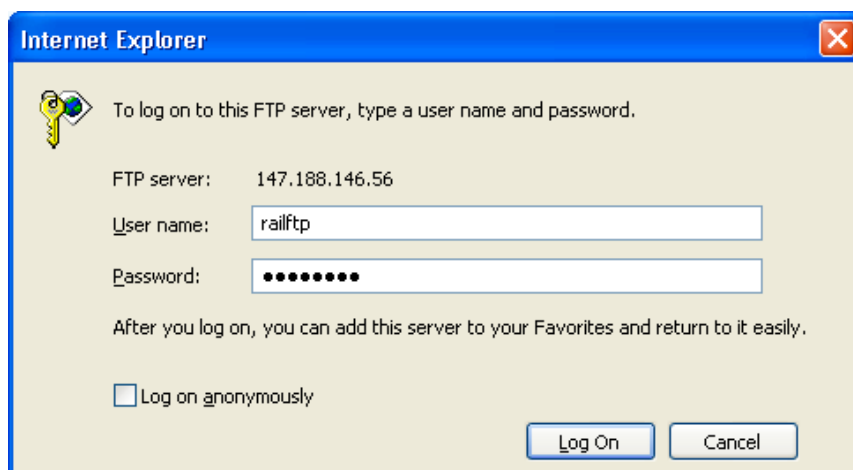 Internet Explorer
To log on to this FTP server, type a user name and password.
FTP server: 147.188.146.56
User name: railftp
Password: ●●●●●●●●
After you log on, you can add this server to your Favorites and return to it easily.
Log on anonymously
Log On Cancel